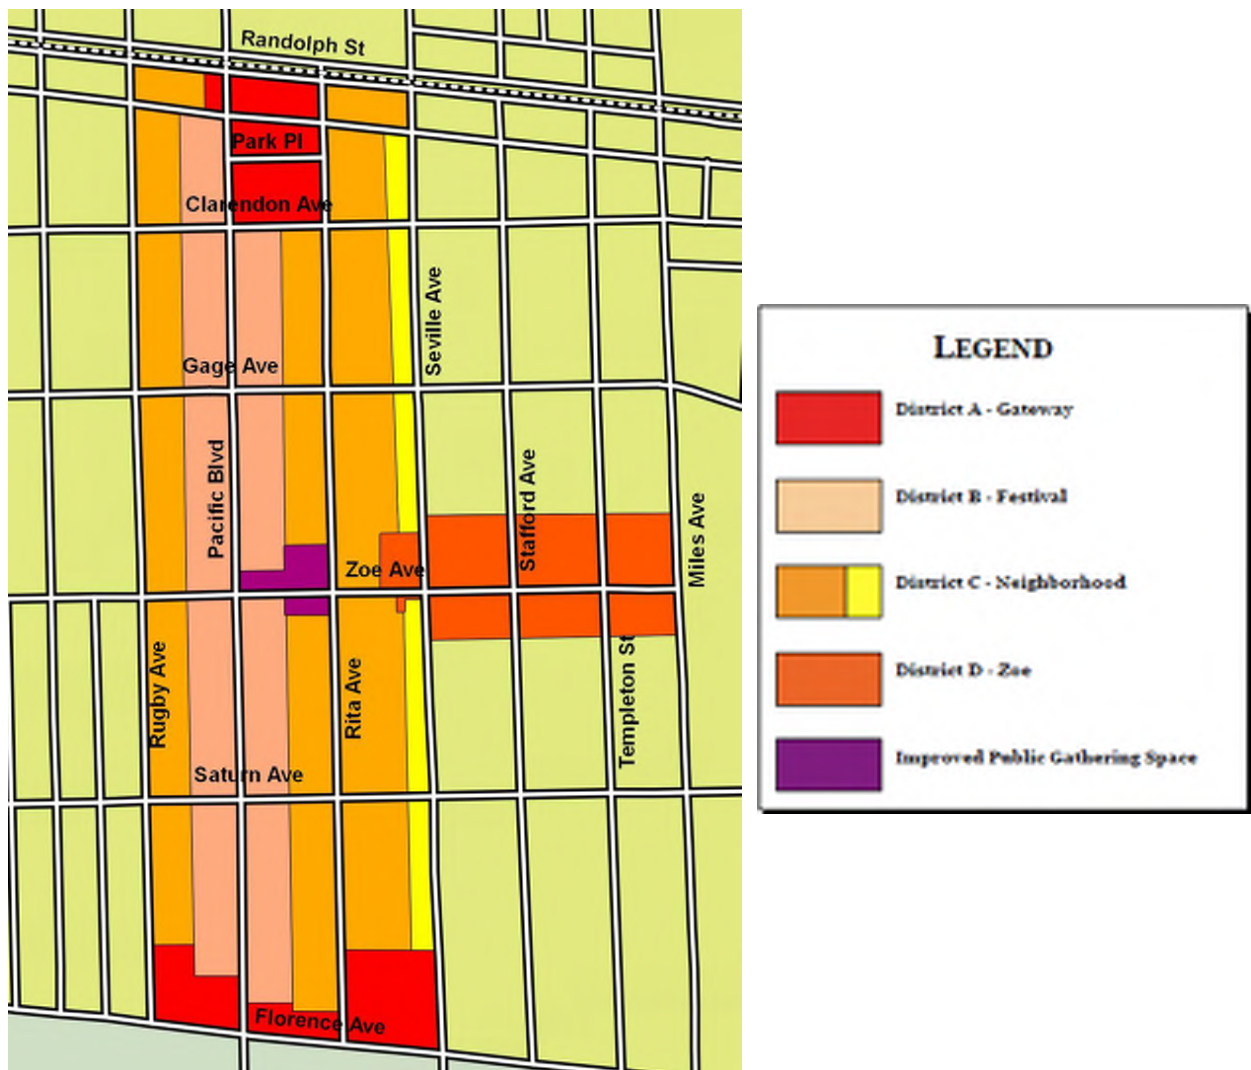 Randolph St
Park Pl
Clarendon Ave
Seville Ave
Gage Ave
Pacific Blvd
Stafford Ave
Miles Ave
Zoe Ave
Rugby Ave
Rita Ave
Templeton St
Saturn Ave
Florence Ave
LEGEND
District A - Gateway
District B - Festival
District C - Neighborhood
District D - Zoe
Improved Public Gathering Space